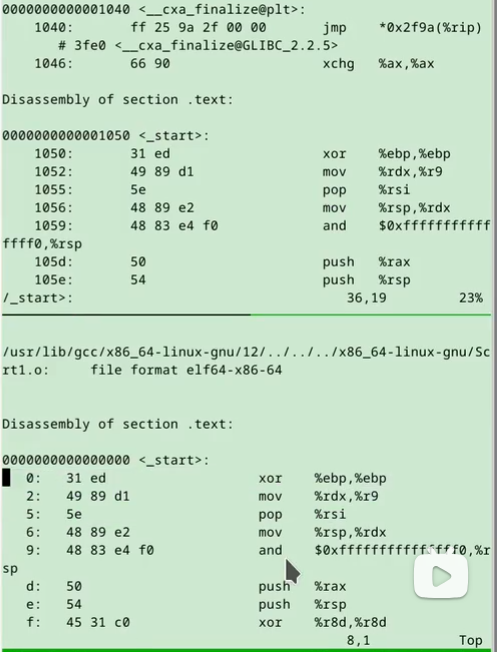 0000000000001040 <__cxa_finalize@plt>:
1040: ff 25 9a 2f 00 00 jmp *0x2f9a(%rip)
# 3fe0 <__cxa_finalize@GLIBC_2.2.5>
1046: 66 90 xchg %ax,%ax
Disassembly of section .text:
0000000000001050 <_start>:
1050: 31 ed xor %ebp,%ebp
1052: 49 89 d1 mov %rdx,%r9
1055: 5e pop %rsi
1056: 48 89 e2 mov %rsp,%rdx
1059: 48 83 e4 f0 and $0xfffffffffff
ffff0,%rsp
105d: 50 push %rax
105e: 54 push %rsp
/_start>: 36,19 23%
/usr/lib/gcc/x86_64-linux-gnu/12/../../../x86_64-linux-gnu/Sc
rt1.o: file format elf64-x86-64
Disassembly of section .text:
0000000000000000 <_start>:
0: 31 ed xor %ebp,%ebp
2: 49 89 d1 mov %rdx,%r9
5: 5e pop %rsi
6: 48 89 e2 mov %rsp,%rdx
9: 48 83 e4 f0 and $0xfffffffffffffff0,%r
sp
d: 50 push %rax
e: 54 push %rsp
f: 45 31 c0 xor %r8d,%r8d
8,1 Top